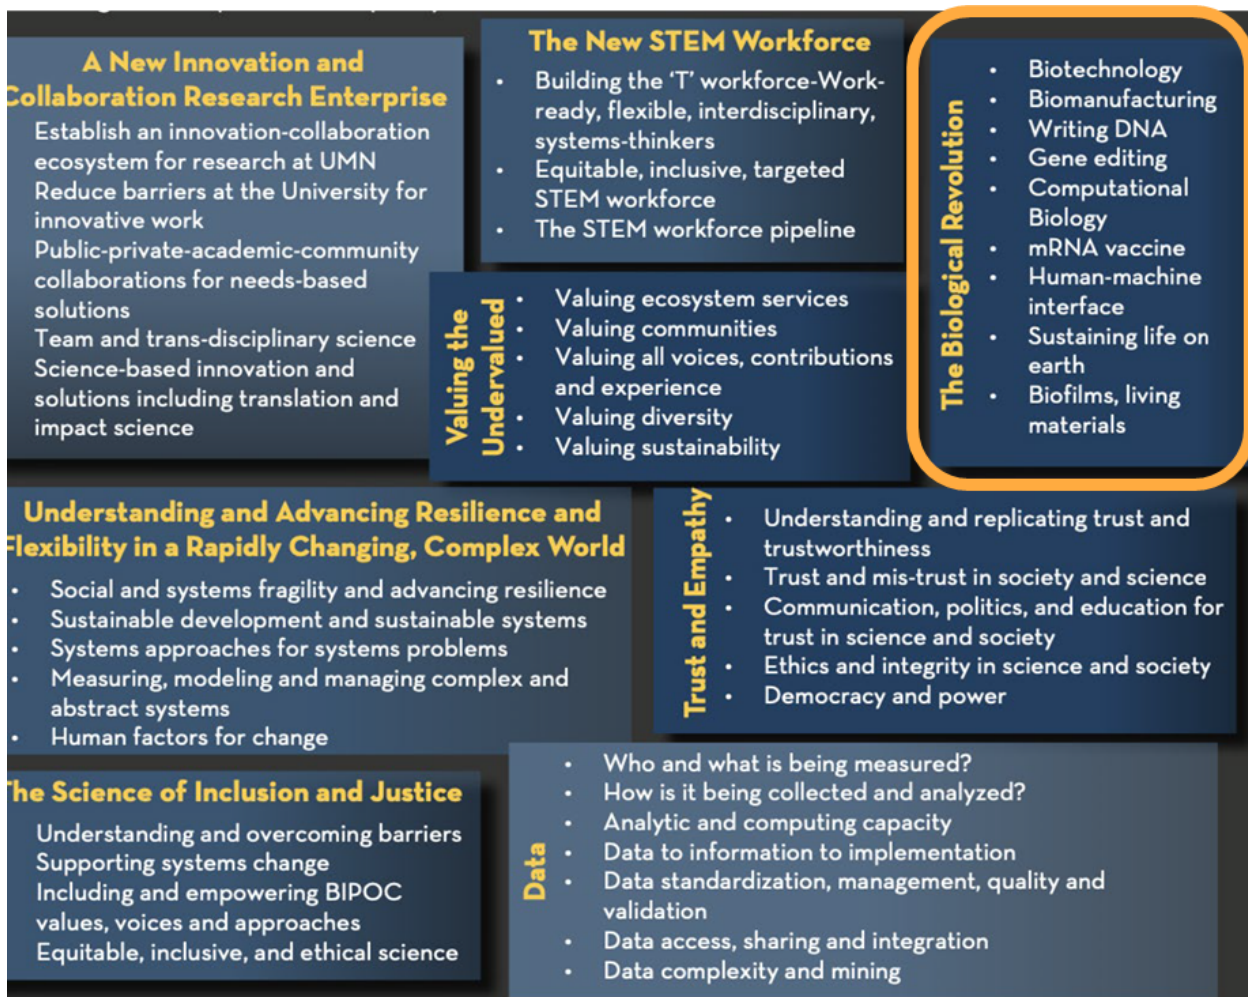 A New Innovation and
Collaboration Research Enterprise
Establish an innovation-collaboration
ecosystem for research at UMN
Reduce barriers at the University for
innovative work
Public-private-academic-community
collaborations for needs-based
solutions
Team and trans-disciplinary science
Science-based innovation and
solutions including translation and
impact science
The New STEM Workforce
• Building the ‘T’ workforce-Work-
ready, flexible, interdisciplinary,
systems-thinkers
• Equitable, inclusive, targeted
STEM workforce
• The STEM workforce pipeline
The Biological Revolution
• Biotechnology
• Biomanufacturing
• Writing DNA
• Gene editing
• Computational
Biology
• mRNA vaccine
• Human-machine
interface
• Sustaining life on
earth
• Biofilms, living
materials
Valuing the
Undervalued
• Valuing ecosystem services
• Valuing communities
• Valuing all voices, contributions
and experience
• Valuing diversity
• Valuing sustainability
Understanding and Advancing Resilience and
Flexibility in a Rapidly Changing, Complex World
• Social and systems fragility and advancing resilience
• Sustainable development and sustainable systems
• Systems approaches for systems problems
• Measuring, modeling and managing complex and
abstract systems
• Human factors for change
Trust and Empathy
• Understanding and replicating trust and
trustworthiness
• Trust and mis-trust in society and science
• Communication, politics, and education for
trust in science and society
• Ethics and integrity in science and society
• Democracy and power
The Science of Inclusion and Justice
Understanding and overcoming barriers
Supporting systems change
Including and empowering BIPOC
values, voices and approaches
Equitable, inclusive, and ethical science
Data
• Who and what is being measured?
• How is it being collected and analyzed?
• Analytic and computing capacity
• Data to information to implementation
• Data standardization, management, quality and
validation
• Data access, sharing and integration
• Data complexity and mining